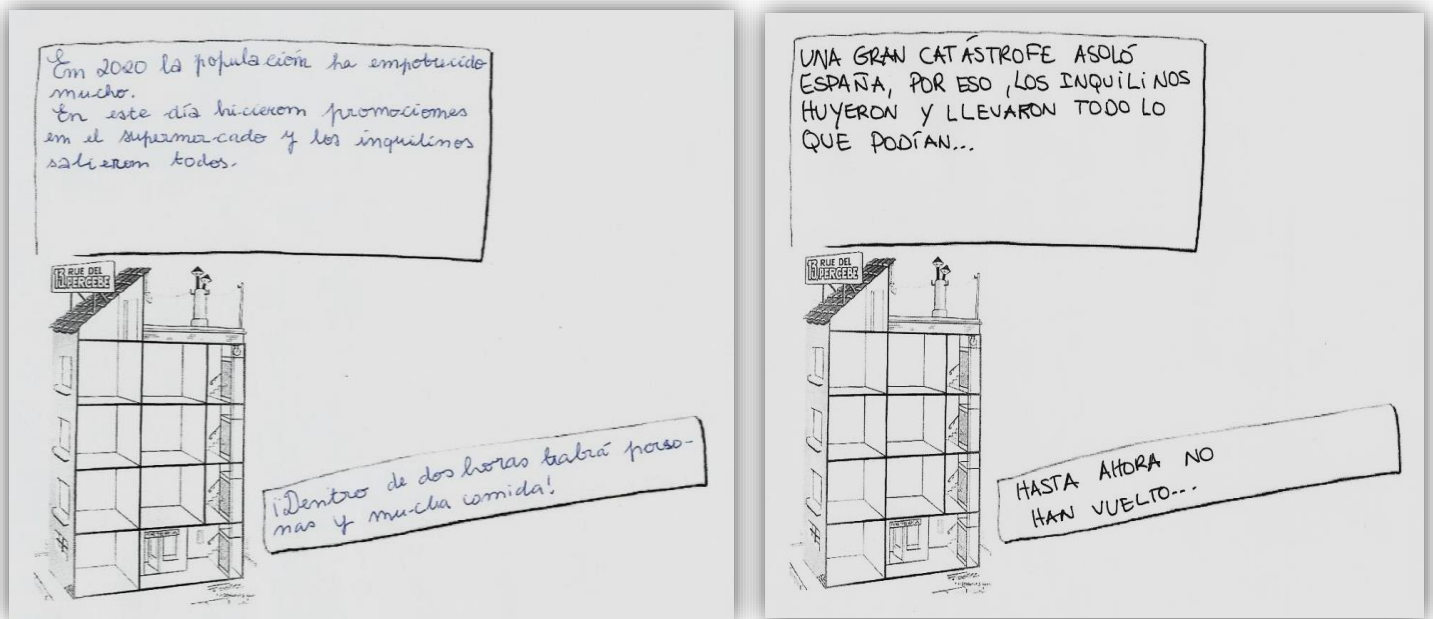 Em 2020 la populacióm ha empobrecido
mucho.
En este día hicierom promociomes
em el supermercado y los inquilinos
salierom todos.
13 RUE DEL
PERCEBE
¡Dentro de dos horas habrá perso-
nas y mucha comida!
UNA GRAN CATÁSTROFE ASOLÓ
ESPAÑA, POR ESO, LOS INQUILINOS
HUYERON Y LLEVARON TODO LO
QUE PODÍAN...
13 RUE DEL
PERCEBE
HASTA AHORA NO
HAN VUELTO...